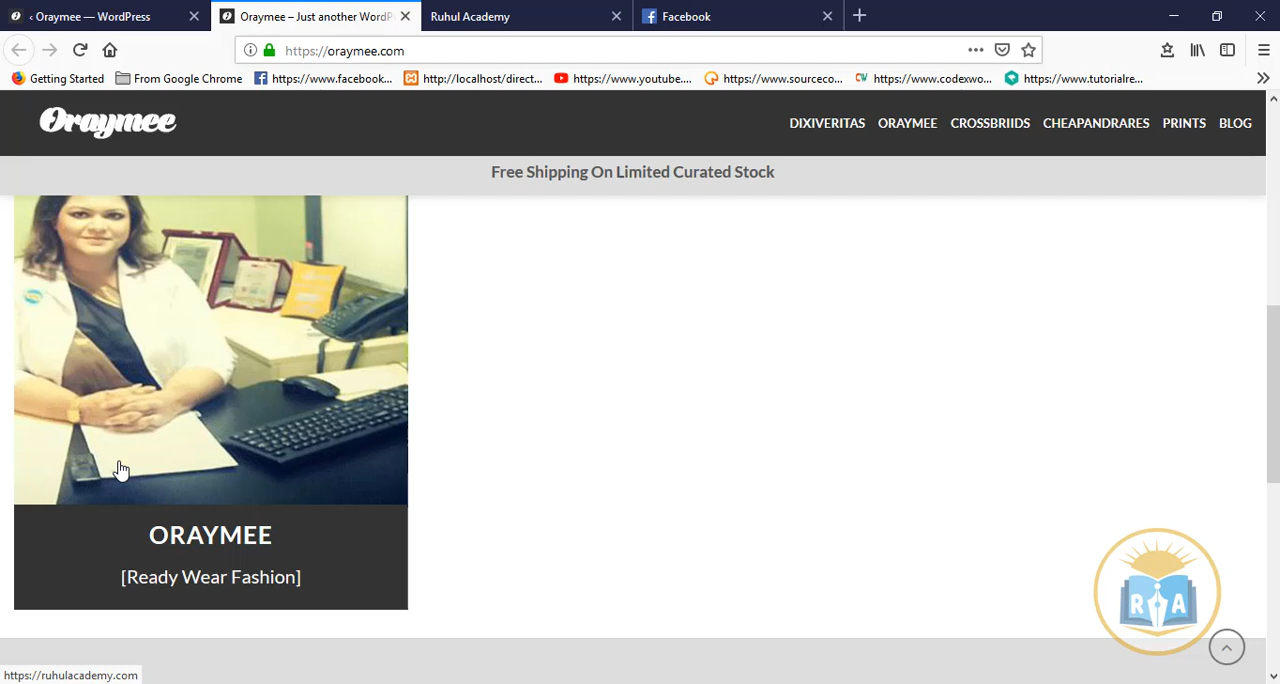 ‹ Oraymee — WordPress
Oraymee – Just another WordP
Ruhul Academy
Facebook
https://oraymee.com
Getting Started
From Google Chrome
https://www.facebook...
http://localhost/direct...
https://www.youtube....
https://www.sourceco...
CW https://www.codexwo...
https://www.tutorialre...
Oraymee
DIXIVERITAS ORAYMEE CROSSBRIIDS CHEAPANDRARES PRINTS BLOG
Free Shipping On Limited Curated Stock
ORAYMEE
[Ready Wear Fashion]
R A
https://ruhulacademy.com